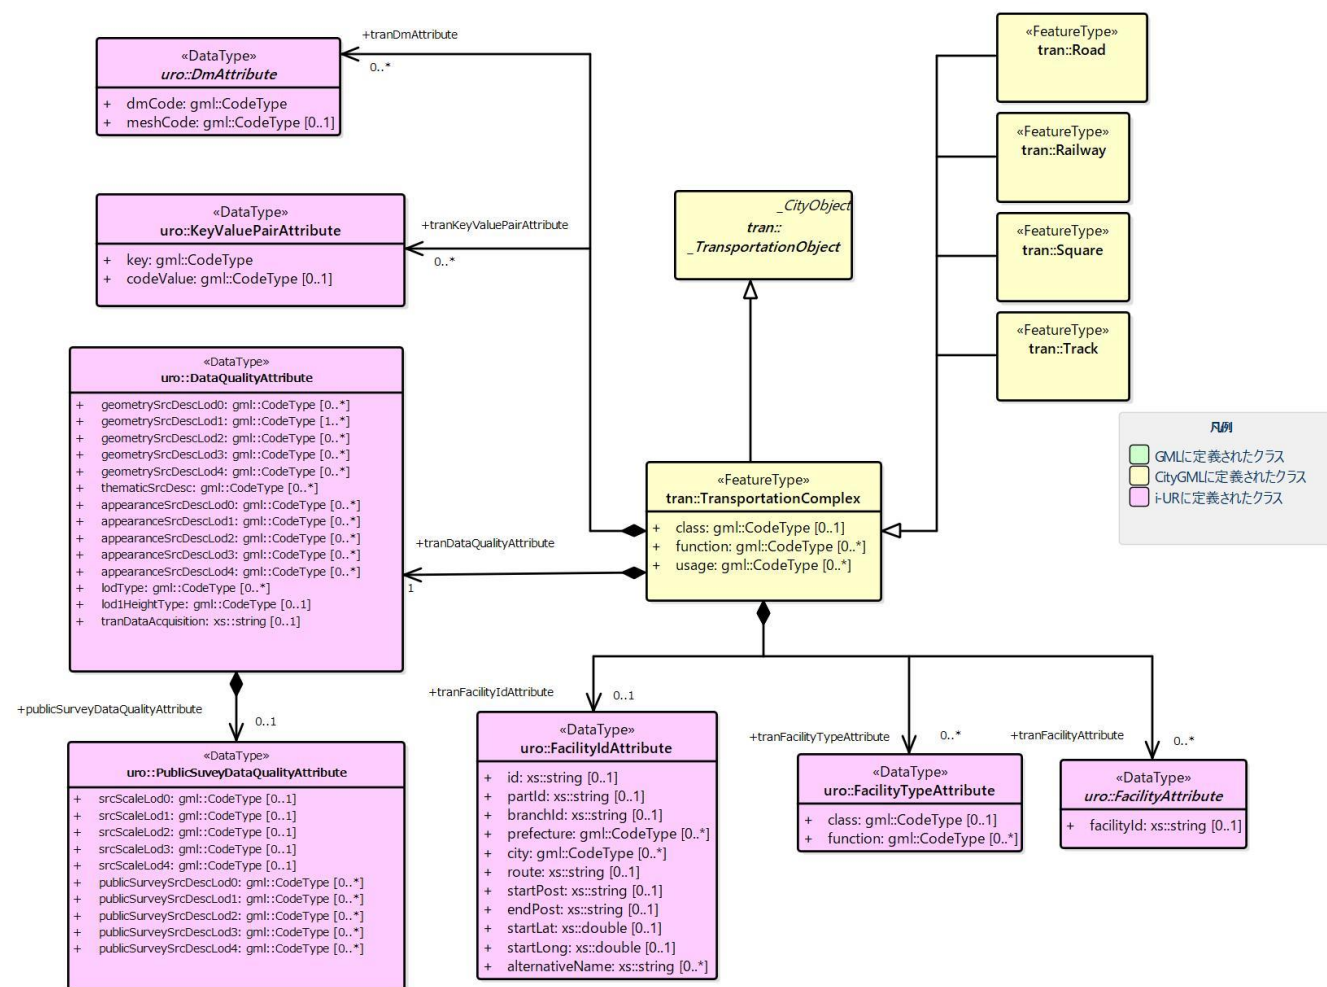 «DataType»
uro::DmAttribute
+ dmCode: gml::CodeType
+ meshCode: gml::CodeType [0..1]
+tranDmAttribute
0..*
«DataType»
uro::KeyValuePairAttribute
+ key: gml::CodeType
+ codeValue: gml::CodeType [0..1]
+tranKeyValuePairAttribute
0..*
_CityObject
tran::
_TransportationObject
«FeatureType»
tran::Road
«FeatureType»
tran::Railway
«FeatureType»
tran::Square
«FeatureType»
tran::Track
凡例
GMLに定義されたクラス
CityGMLに定義されたクラス
i-URに定義されたクラス
«DataType»
uro::DataQualityAttribute
+ geometrySrcDescLod0: gml::CodeType [0..*]
+ geometrySrcDescLod1: gml::CodeType [1..*]
+ geometrySrcDescLod2: gml::CodeType [0..*]
+ geometrySrcDescLod3: gml::CodeType [0..*]
+ geometrySrcDescLod4: gml::CodeType [0..*]
+ thematicSrcDesc: gml::CodeType [0..*]
+ appearanceSrcDescLod0: gml::CodeType [0..*]
+ appearanceSrcDescLod1: gml::CodeType [0..*]
+ appearanceSrcDescLod2: gml::CodeType [0..*]
+ appearanceSrcDescLod3: gml::CodeType [0..*]
+ appearanceSrcDescLod4: gml::CodeType [0..*]
+ lodType: gml::CodeType [0..*]
+ lod1HeightType: gml::CodeType [0..1]
+ tranDataAcquisition: xs::string [0..1]
+tranDataQualityAttribute
1
«FeatureType»
tran::TransportationComplex
+ class: gml::CodeType [0..1]
+ function: gml::CodeType [0..*]
+ usage: gml::CodeType [0..*]
+publicSurveyDataQualityAttribute
0..1
«DataType»
uro::PublicSuveyDataQualityAttribute
+ srcScaleLod0: gml::CodeType [0..1]
+ srcScaleLod1: gml::CodeType [0..1]
+ srcScaleLod2: gml::CodeType [0..1]
+ srcScaleLod3: gml::CodeType [0..1]
+ srcScaleLod4: gml::CodeType [0..1]
+ publicSurveySrcDescLod0: gml::CodeType [0..*]
+ publicSurveySrcDescLod1: gml::CodeType [0..*]
+ publicSurveySrcDescLod2: gml::CodeType [0..*]
+ publicSurveySrcDescLod3: gml::CodeType [0..*]
+ publicSurveySrcDescLod4: gml::CodeType [0..*]
+tranFacilityIdAttribute
0..1
«DataType»
uro::FacilityIdAttribute
+ id: xs::string [0..1]
+ partId: xs::string [0..1]
+ branchId: xs::string [0..1]
+ prefecture: gml::CodeType [0..*]
+ city: gml::CodeType [0..*]
+ route: xs::string [0..1]
+ startPost: xs::string [0..1]
+ endPost: xs::string [0..1]
+ startLat: xs::double [0..1]
+ startLong: xs::double [0..1]
+ alternativeName: xs::string [0..*]
+tranFacilityTypeAttribute
0..*
«DataType»
uro::FacilityTypeAttribute
+ class: gml::CodeType [0..1]
+ function: gml::CodeType [0..*]
+tranFacilityAttribute
0..*
«DataType»
uro::FacilityAttribute
+ facilityId: xs::string [0..1]